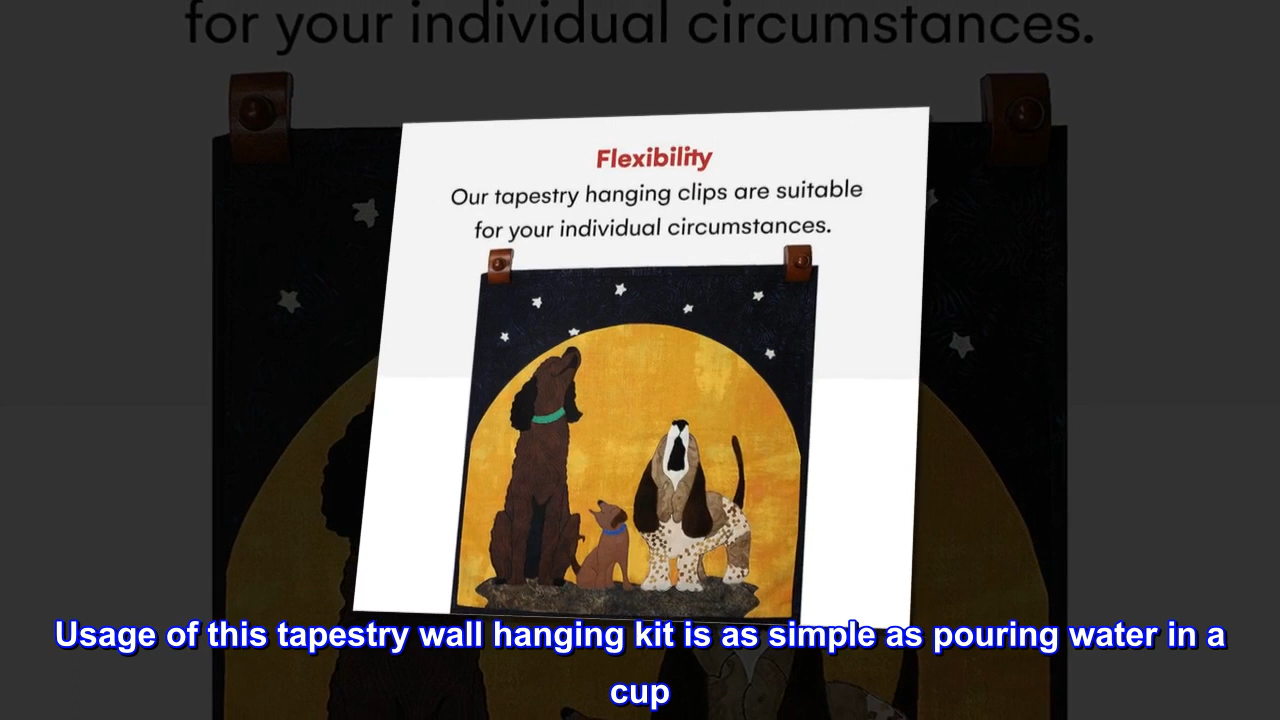 for your individual circumstances.
Flexibility
Our tapestry hanging clips are suitable
for your individual circumstances.
Usage of this tapestry wall hanging kit is as simple as pouring water in a
cup